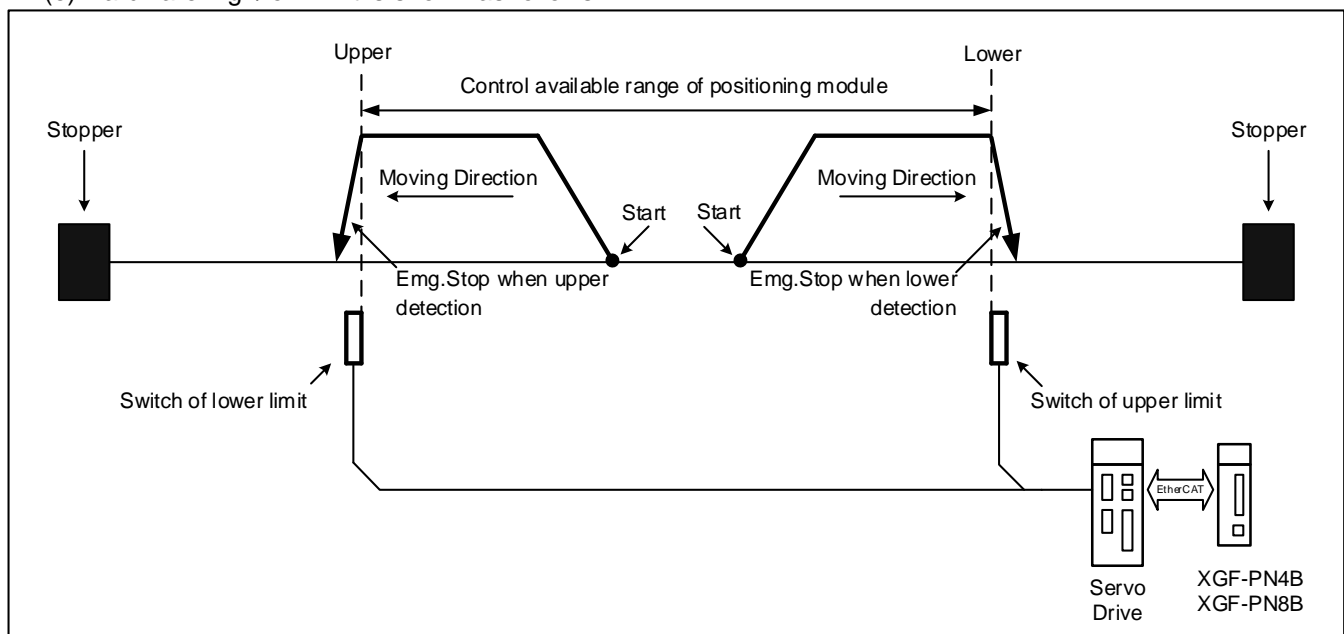 Upper
Lower
Control available range of positioning module
Stopper
Stopper
Moving Direction
Moving Direction
Start
Start
Emg.Stop when upper
detection
Emg.Stop when lower
detection
Switch of lower limit
Switch of upper limit
EtherCAT
Servo
Drive
XGF-PN4B
XGF-PN8B